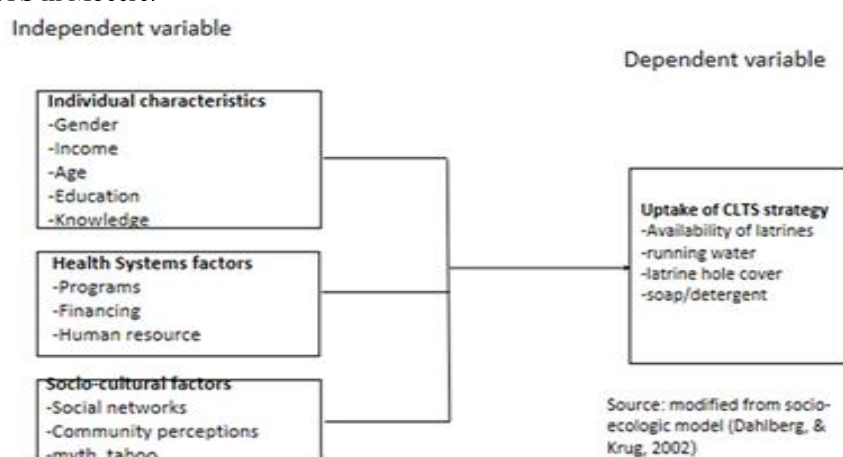 Independent variable
Dependent variable
Individual characteristics
-Gender
-Income
-Age
-Education
-Knowledge
Health Systems factors
-Programs
-Financing
-Human resource
Socio-cultural factors
-Social networks
-Community perceptions
-myth, taboo
Uptake of CLTS strategy
-Availability of latrines
-running water
-latrine hole cover
-soap/detergent
Source: modified from socio-
ecologic model (Dahlberg, &
Krug, 2002)